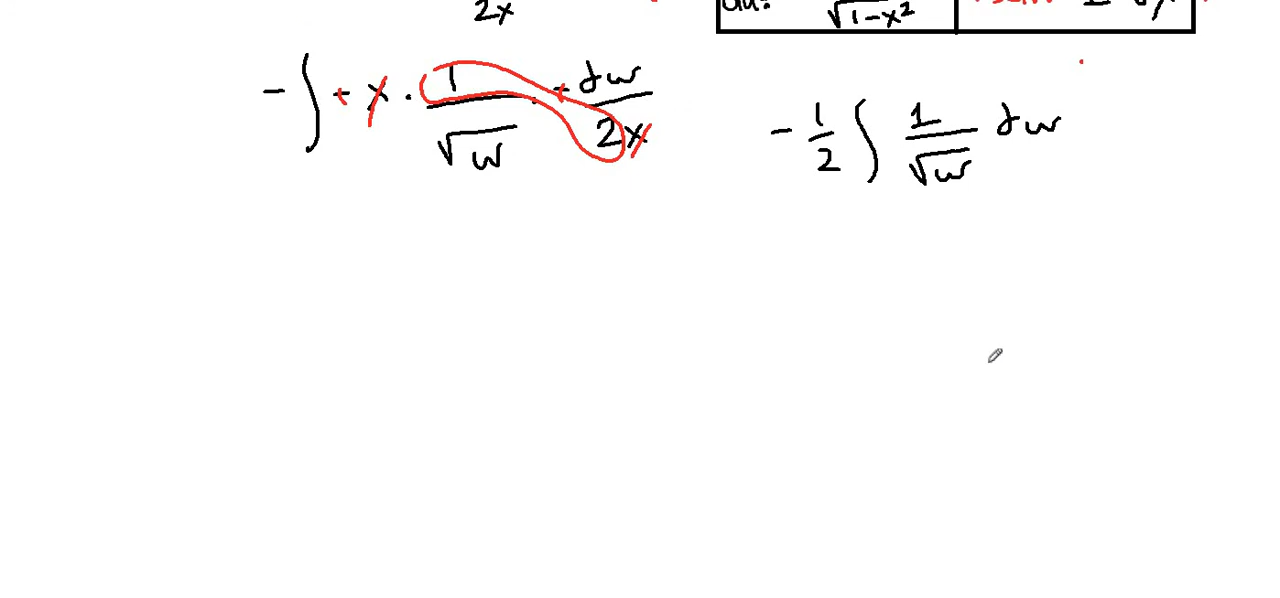 2x
du= √(1-x²)
- ∫ + x · 1/√w · + dw/2x
- 1/2 ∫ 1/√w dw